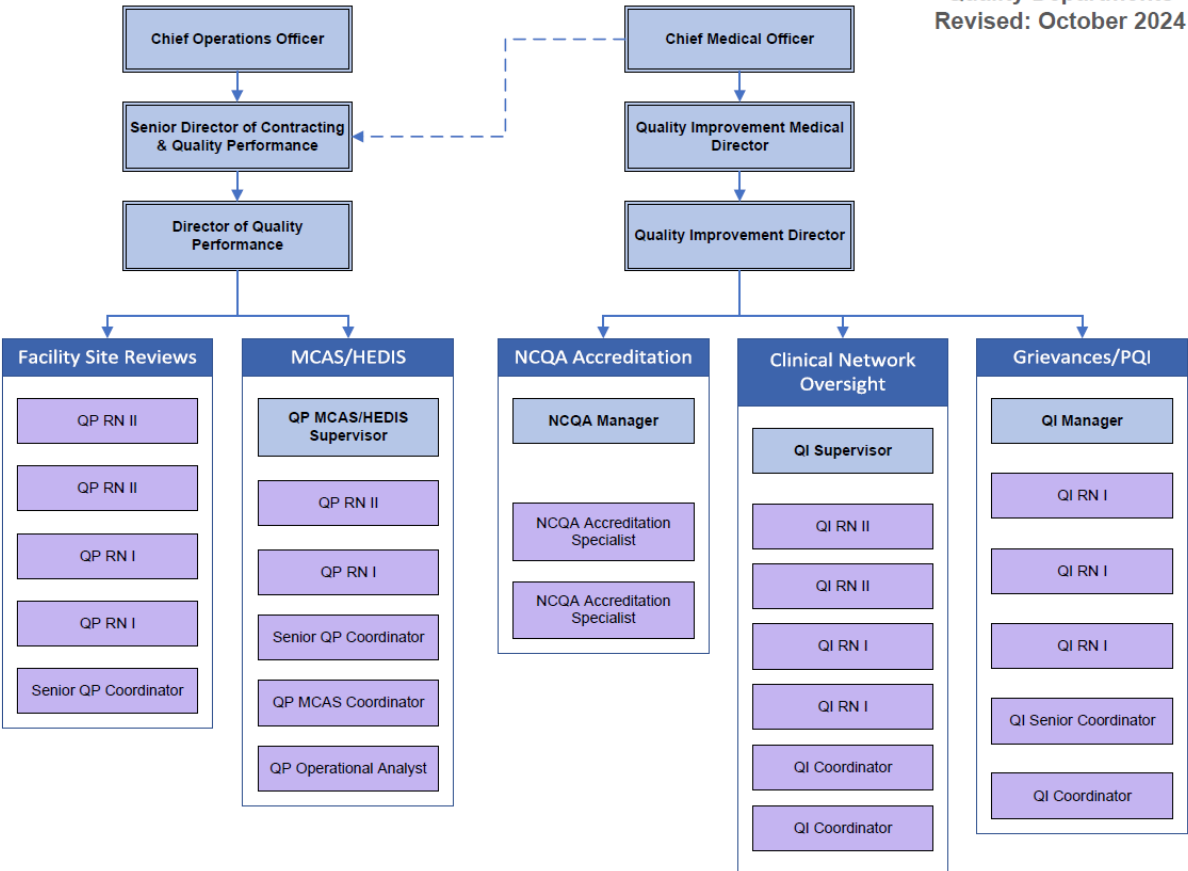 Revised: October 2024
Chief Operations Officer
Chief Medical Officer
Senior Director of Contracting
& Quality Performance
Quality Improvement Medical
Director
Director of Quality
Performance
Quality Improvement Director
Facility Site Reviews
QP RN II
QP RN II
QP RN I
QP RN I
Senior QP Coordinator
MCAS/HEDIS
QP MCAS/HEDIS
Supervisor
QP RN II
QP RN I
Senior QP Coordinator
QP MCAS Coordinator
QP Operational Analyst
NCQA Accreditation
NCQA Manager
NCQA Accreditation
Specialist
NCQA Accreditation
Specialist
Clinical Network
Oversight
QI Supervisor
QI RN II
QI RN II
QI RN I
QI RN I
QI Coordinator
QI Coordinator
Grievances/PQI
QI Manager
QI RN I
QI RN I
QI RN I
QI Senior Coordinator
QI Coordinator